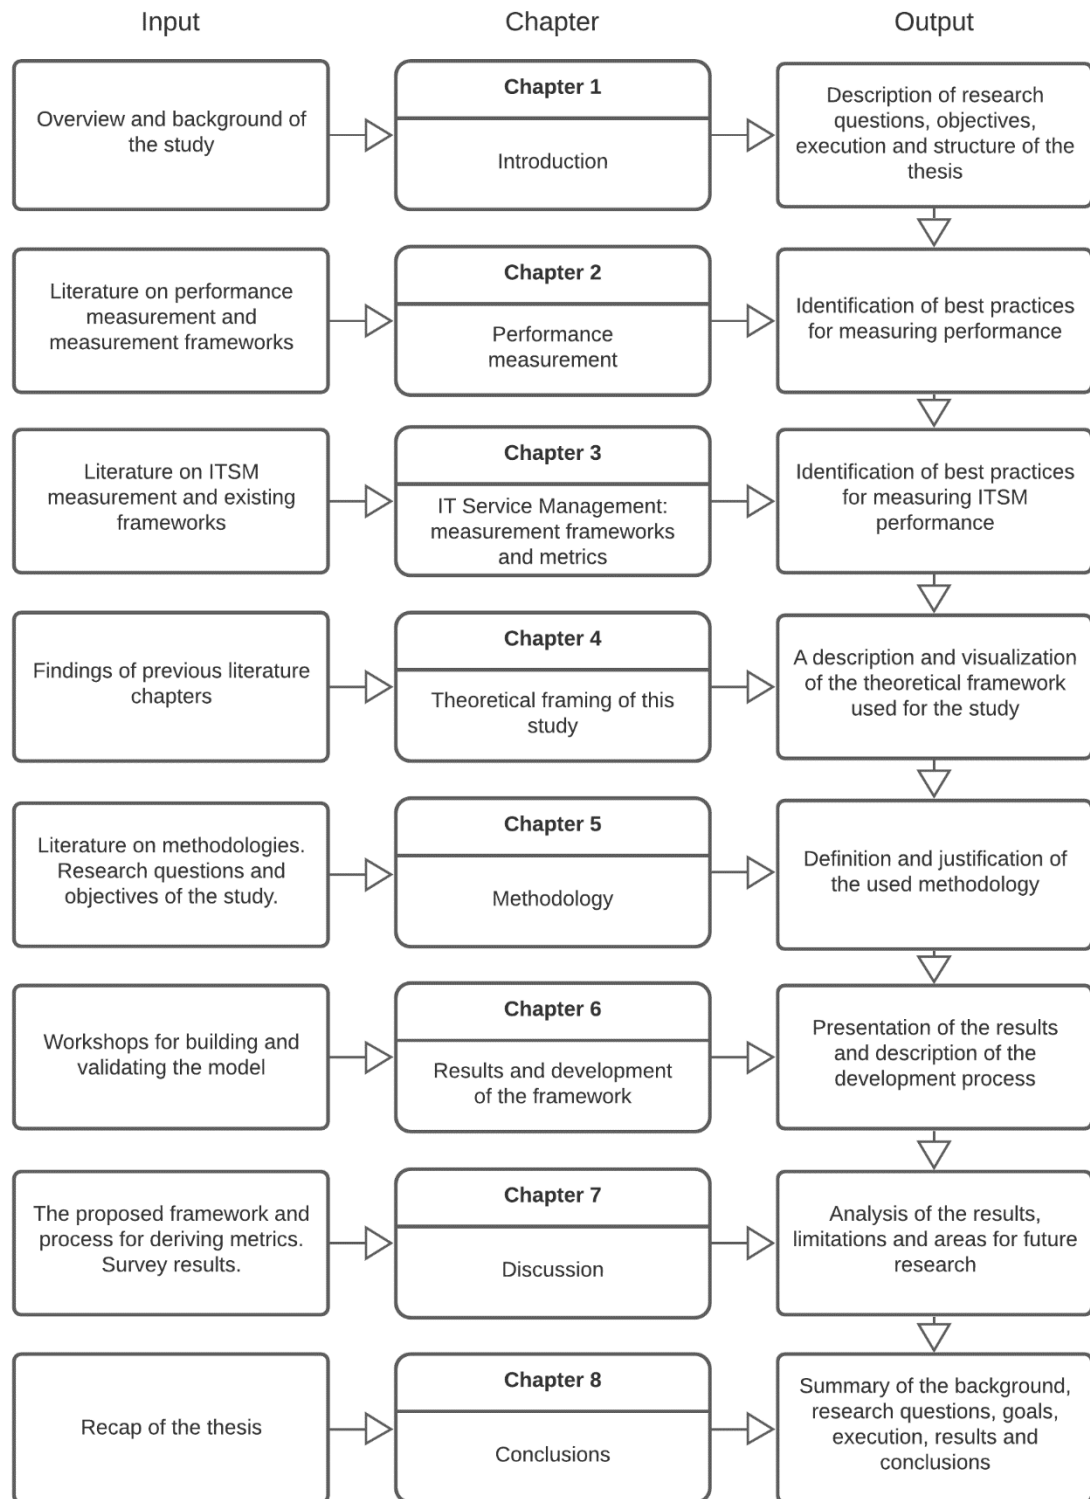 Input
Chapter
Output
Overview and background of
the study
Chapter 1
Introduction
Description of research
questions, objectives,
execution and structure of the
thesis
Literature on performance
measurement and
measurement frameworks
Chapter 2
Performance
measurement
Identification of best practices
for measuring performance
Literature on ITSM
measurement and existing
frameworks
Chapter 3
IT Service Management:
measurement frameworks
and metrics
Identification of best practices
for measuring ITSM
performance
Findings of previous literature
chapters
Chapter 4
Theoretical framing of this
study
A description and visualization
of the theoretical framework
used for the study
Literature on methodologies.
Research questions and
objectives of the study.
Chapter 5
Methodology
Definition and justification of
the used methodology
Workshops for building and
validating the model
Chapter 6
Results and development
of the framework
Presentation of the results
and description of the
development process
The proposed framework and
process for deriving metrics.
Survey results.
Chapter 7
Discussion
Analysis of the results,
limitations and areas for future
research
Recap of the thesis
Chapter 8
Conclusions
Summary of the background,
research questions, goals,
execution, results and
conclusions